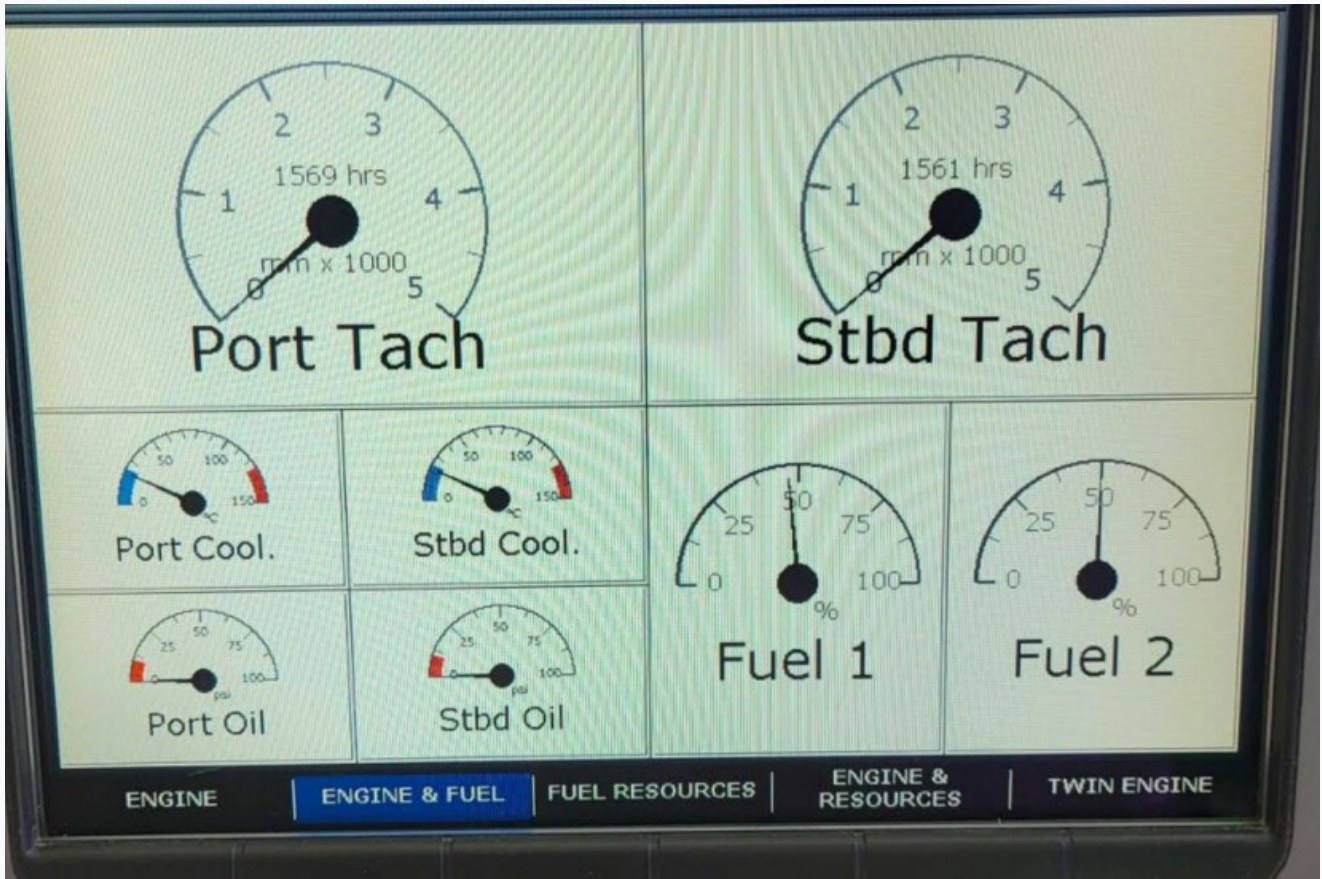 2 3
1569 hrs
1 4
rpm x 1000
0 5
Port Tach
2 3
1561 hrs
1 4
rpm x 1000
0 5
Stbd Tach
50 100
0 150
°C
Port Cool.
50 100
0 150
°C
Stbd Cool.
50
25 75
0 100
psi
Port Oil
50
25 75
0 100
psi
Stbd Oil
50
25 75
0 100
%
Fuel 1
50
25 75
0 100
%
Fuel 2
ENGINE
ENGINE & FUEL
FUEL RESOURCES
ENGINE &
RESOURCES
TWIN ENGINE